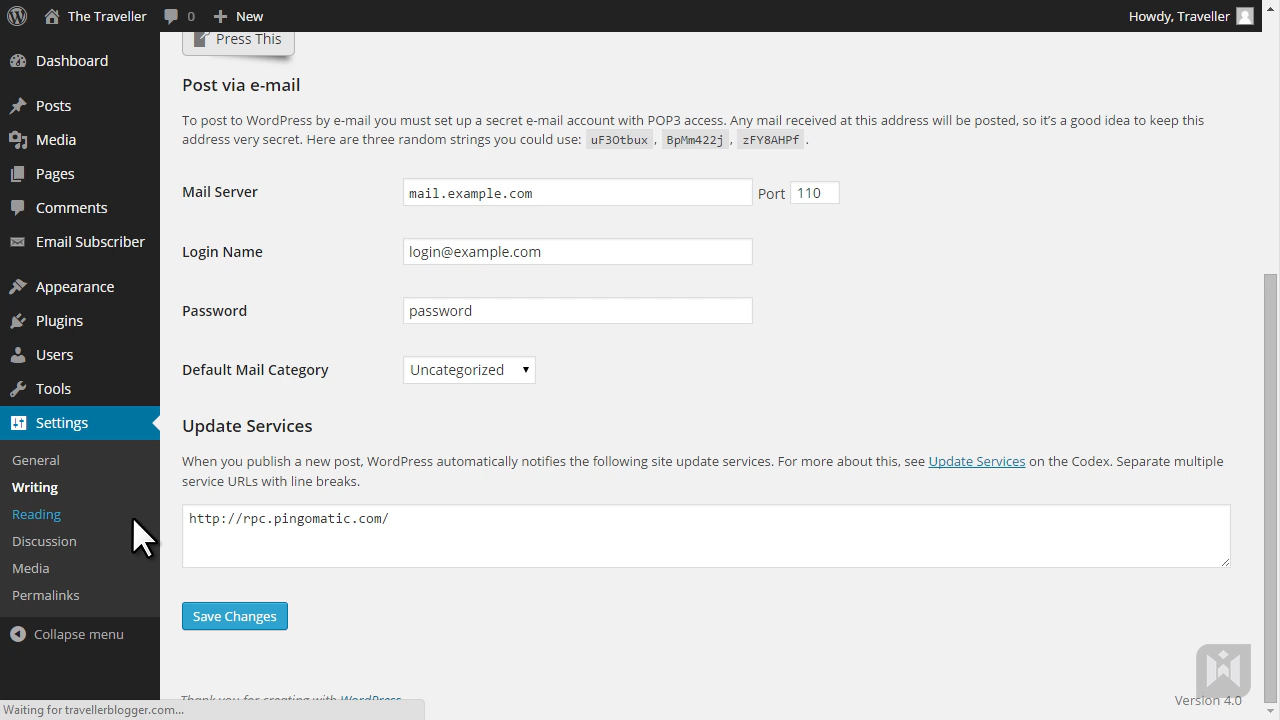 The Traveller
0
New
Howdy, Traveller
Dashboard
Posts
Media
Pages
Comments
Email Subscriber
Appearance
Plugins
Users
Tools
Settings
General
Writing
Reading
Discussion
Media
Permalinks
Collapse menu
Press This
Post via e-mail
To post to WordPress by e-mail you must set up a secret e-mail account with POP3 access. Any mail received at this address will be posted, so it’s a good idea to keep this
address very secret. Here are three random strings you could use: uF3Otbux , BpMm422j , zFY8AHPf .
Mail Server
mail.example.com
Port 110
Login Name
login@example.com
Password
password
Default Mail Category
Uncategorized
Update Services
When you publish a new post, WordPress automatically notifies the following site update services. For more about this, see Update Services on the Codex. Separate multiple
service URLs with line breaks.
http://rpc.pingomatic.com/
Save Changes
Thank you for creating with WordPress.
Version 4.0
Waiting for travellerblogger.com...